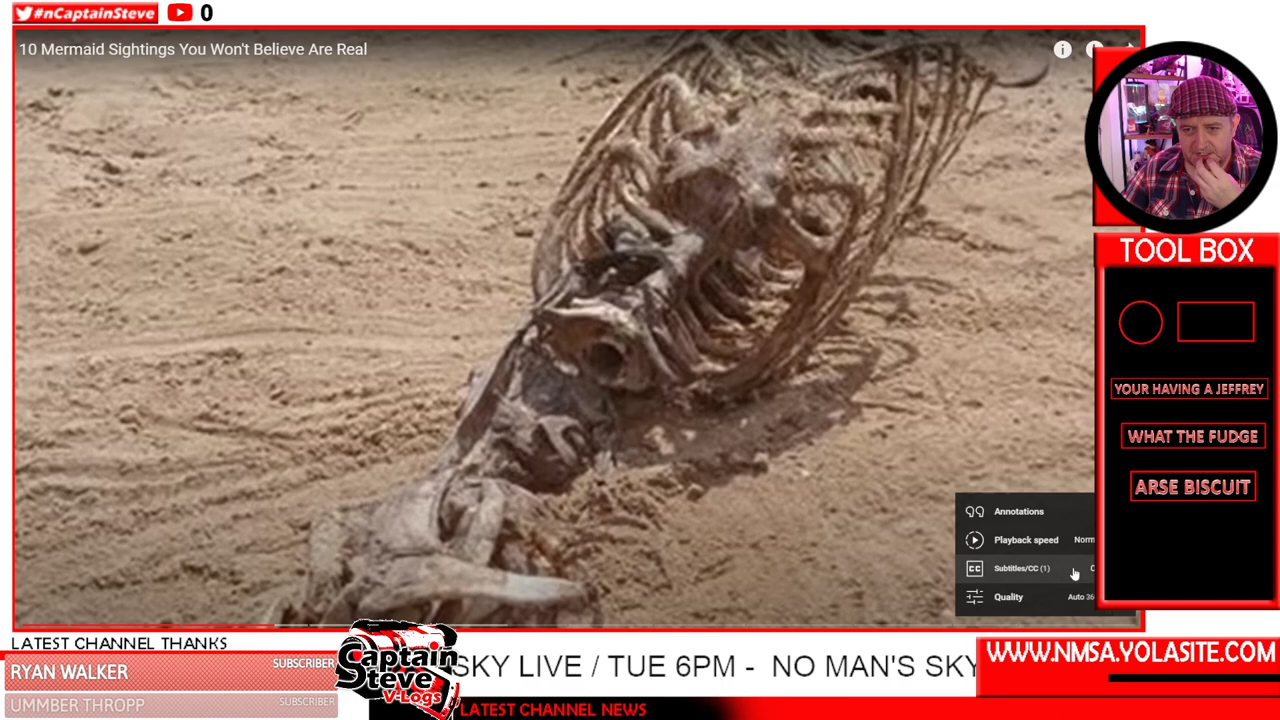 #nCaptainSteve
0
10 Mermaid Sightings You Won't Believe Are Real
TOOL BOX
YOUR HAVING A JEFFREY
WHAT THE FUDGE
ARSE BISCUIT
Annotations
Playback speed
CC Subtitles/CC (1)
Quality Auto
LATEST CHANNEL THANKS
RYAN WALKER SUBSCRIBER
UMMBER THROPP SUBSCRIBER
Captain
Steve
V-Logs
SKY LIVE / TUE 6PM - NO MAN'S SKY
WWW.NMSA.YOLASITE.COM
LATEST CHANNEL NEWS